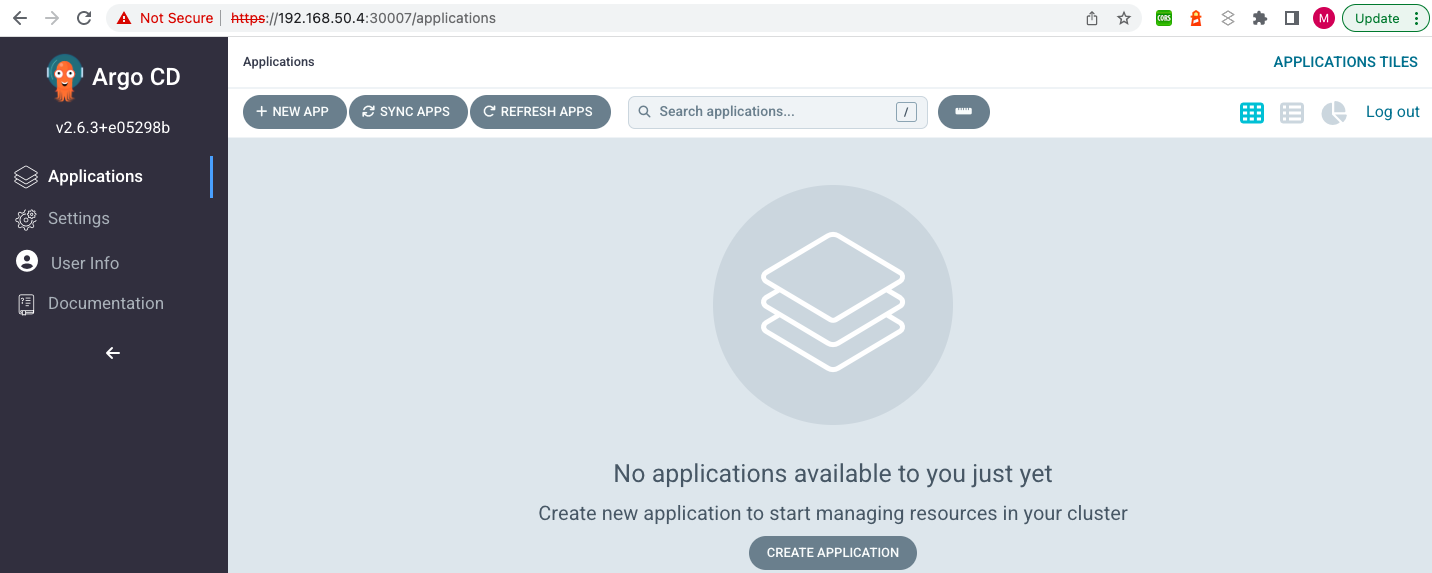 Not Secure https://192.168.50.4:30007/applications CORS M Update
Argo CD
v2.6.3+e05298b
Applications
Settings
User Info
Documentation
Applications APPLICATIONS TILES
NEW APP SYNC APPS REFRESH APPS Search applications... / Log out
No applications available to you just yet
Create new application to start managing resources in your cluster
CREATE APPLICATION